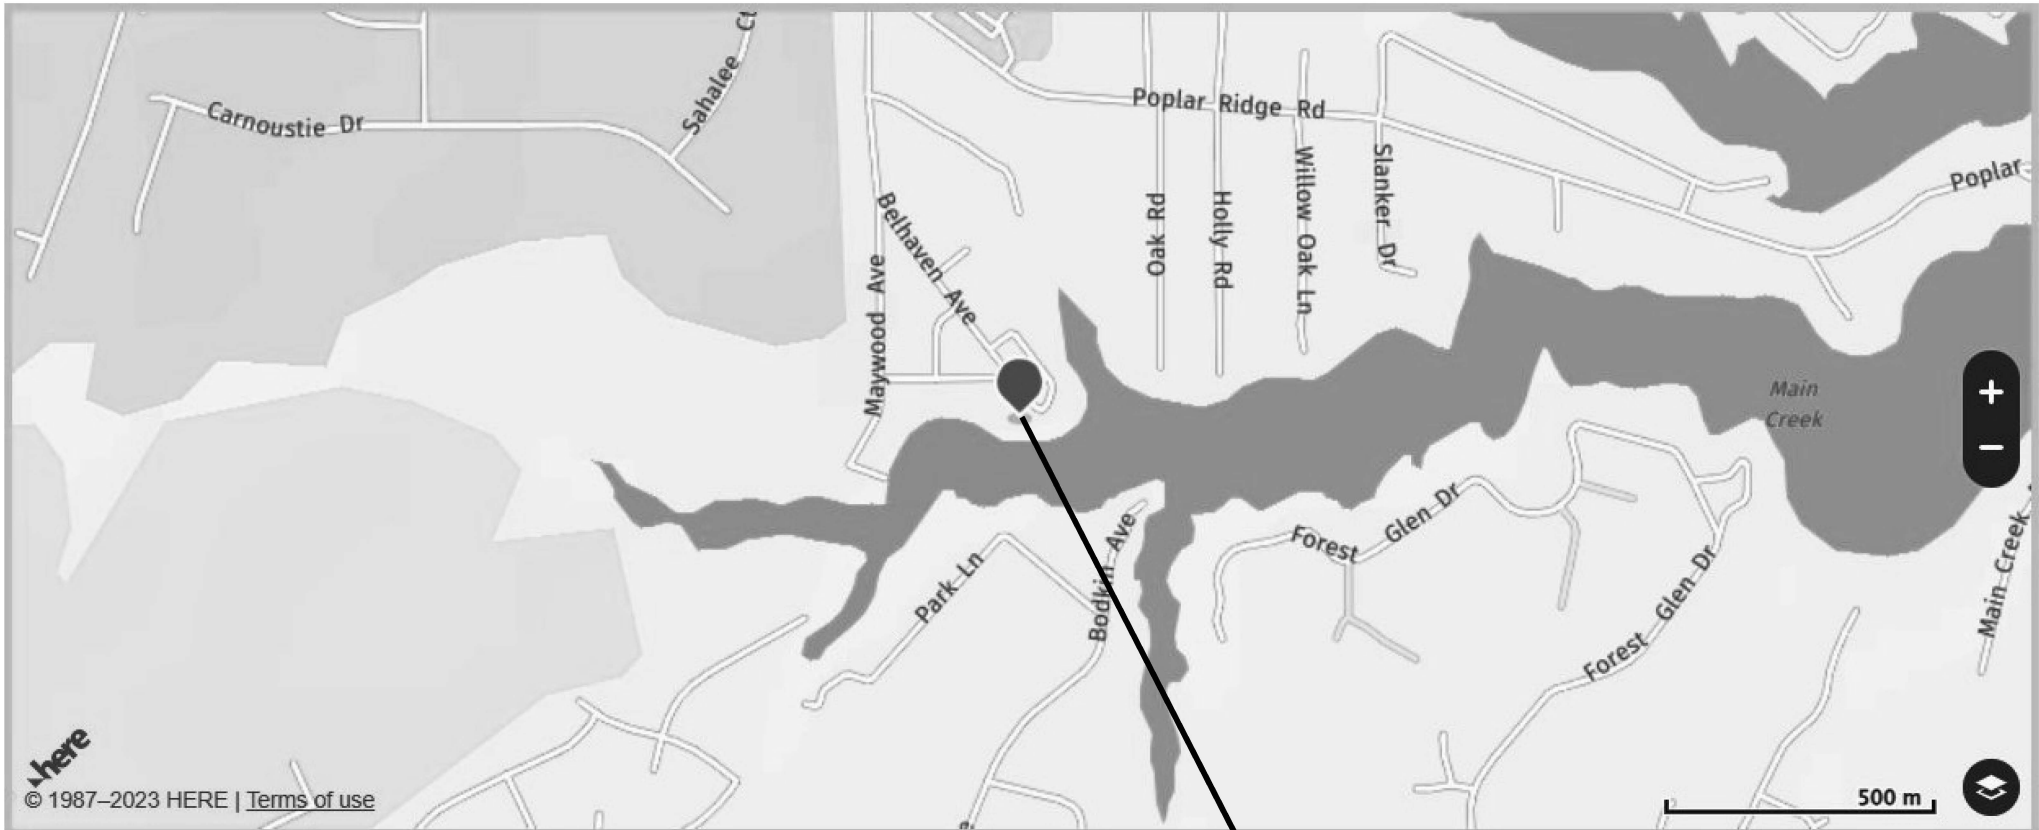 Sahalee Ct
Carnoustie Dr
Poplar Ridge Rd
Poplar
Belhaven Ave
Maywood Ave
Oak Rd
Holly Rd
Willow Oak Ln
Slanker Dr
Main
Creek
+
−
Forest Glen Dr
Park Ln
Bodkin Ave
Forest Glen Dr
Main Creek
here
© 1987–2023 HERE | Terms of use
500 m